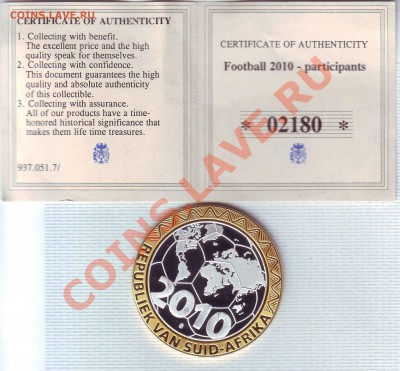 COINS.LAVE.RU
CERTIFICATE OF AUTHENTICITY
1. Collecting with benefit.
The excellent price and the high
quality speak for themselves.
2. Collecting with confidence.
This document guarantees the high
quality and absolute authenticity
of this collectible.
3. Collecting with assurance.
All of our products have a time-
honored historical significance that
makes them life time treasures.
937.051.7/
CERTIFICATE OF AUTHENTICITY
Football 2010 - participants
* 02180 *
2010
REPUBLIEK VAN SUID-AFRIKA
COINS.LAVE.RU